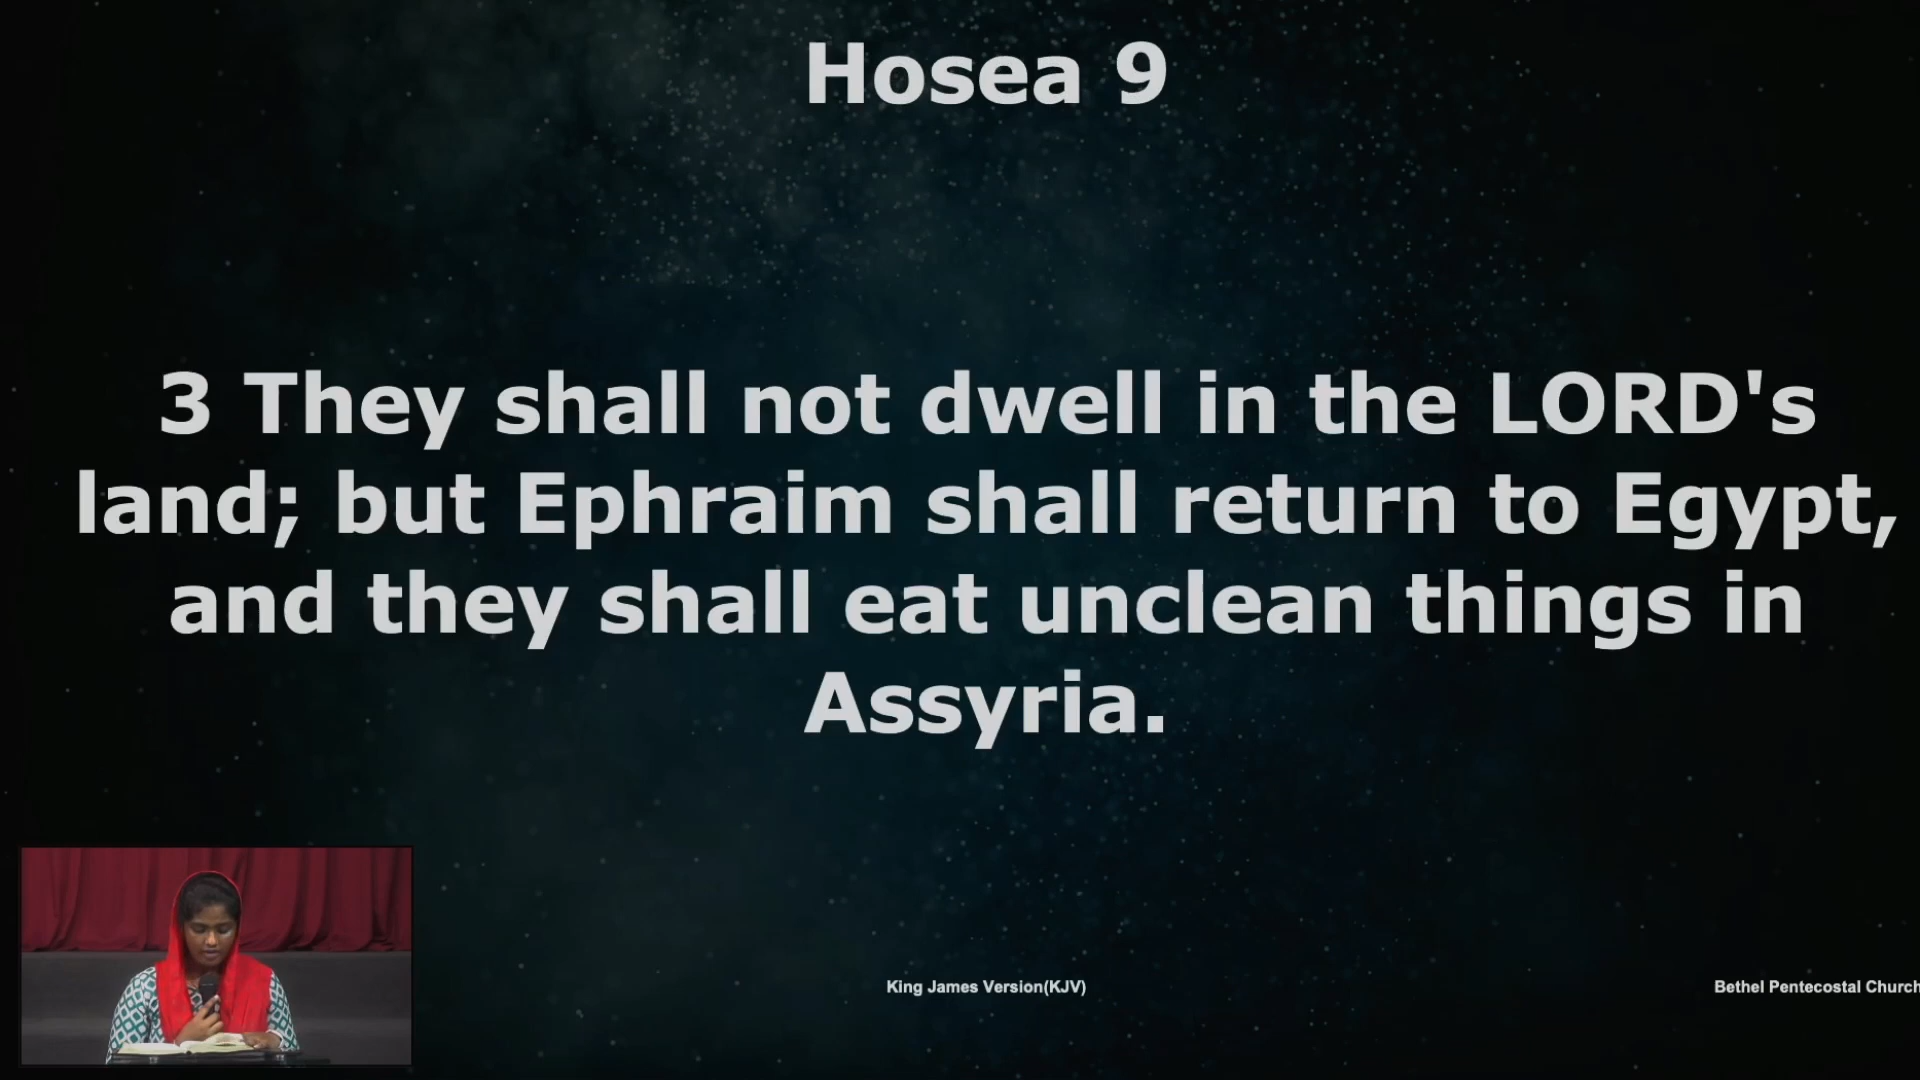 Hosea 9
3 They shall not dwell in the LORD's
land; but Ephraim shall return to Egypt,
and they shall eat unclean things in
Assyria.
King James Version(KJV)
Bethel Pentecostal Church